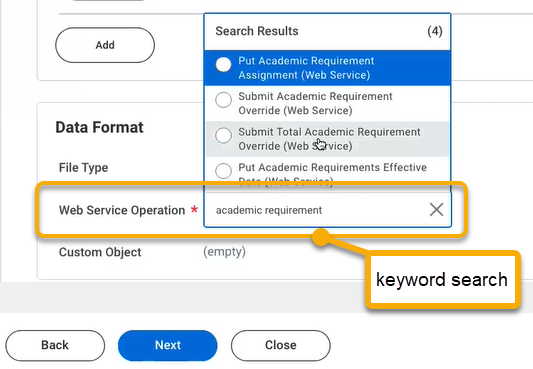 Search Results (4)
Add
Put Academic Requirement
Assignment (Web Service)
Submit Academic Requirement
Override (Web Service)
Data Format
Submit Total Academic Requirement
Override (Web Service)
File Type
Put Academic Requirements Effective
Date (Web Service)
Web Service Operation * academic requirement
Custom Object (empty)
keyword search
Back Next Close